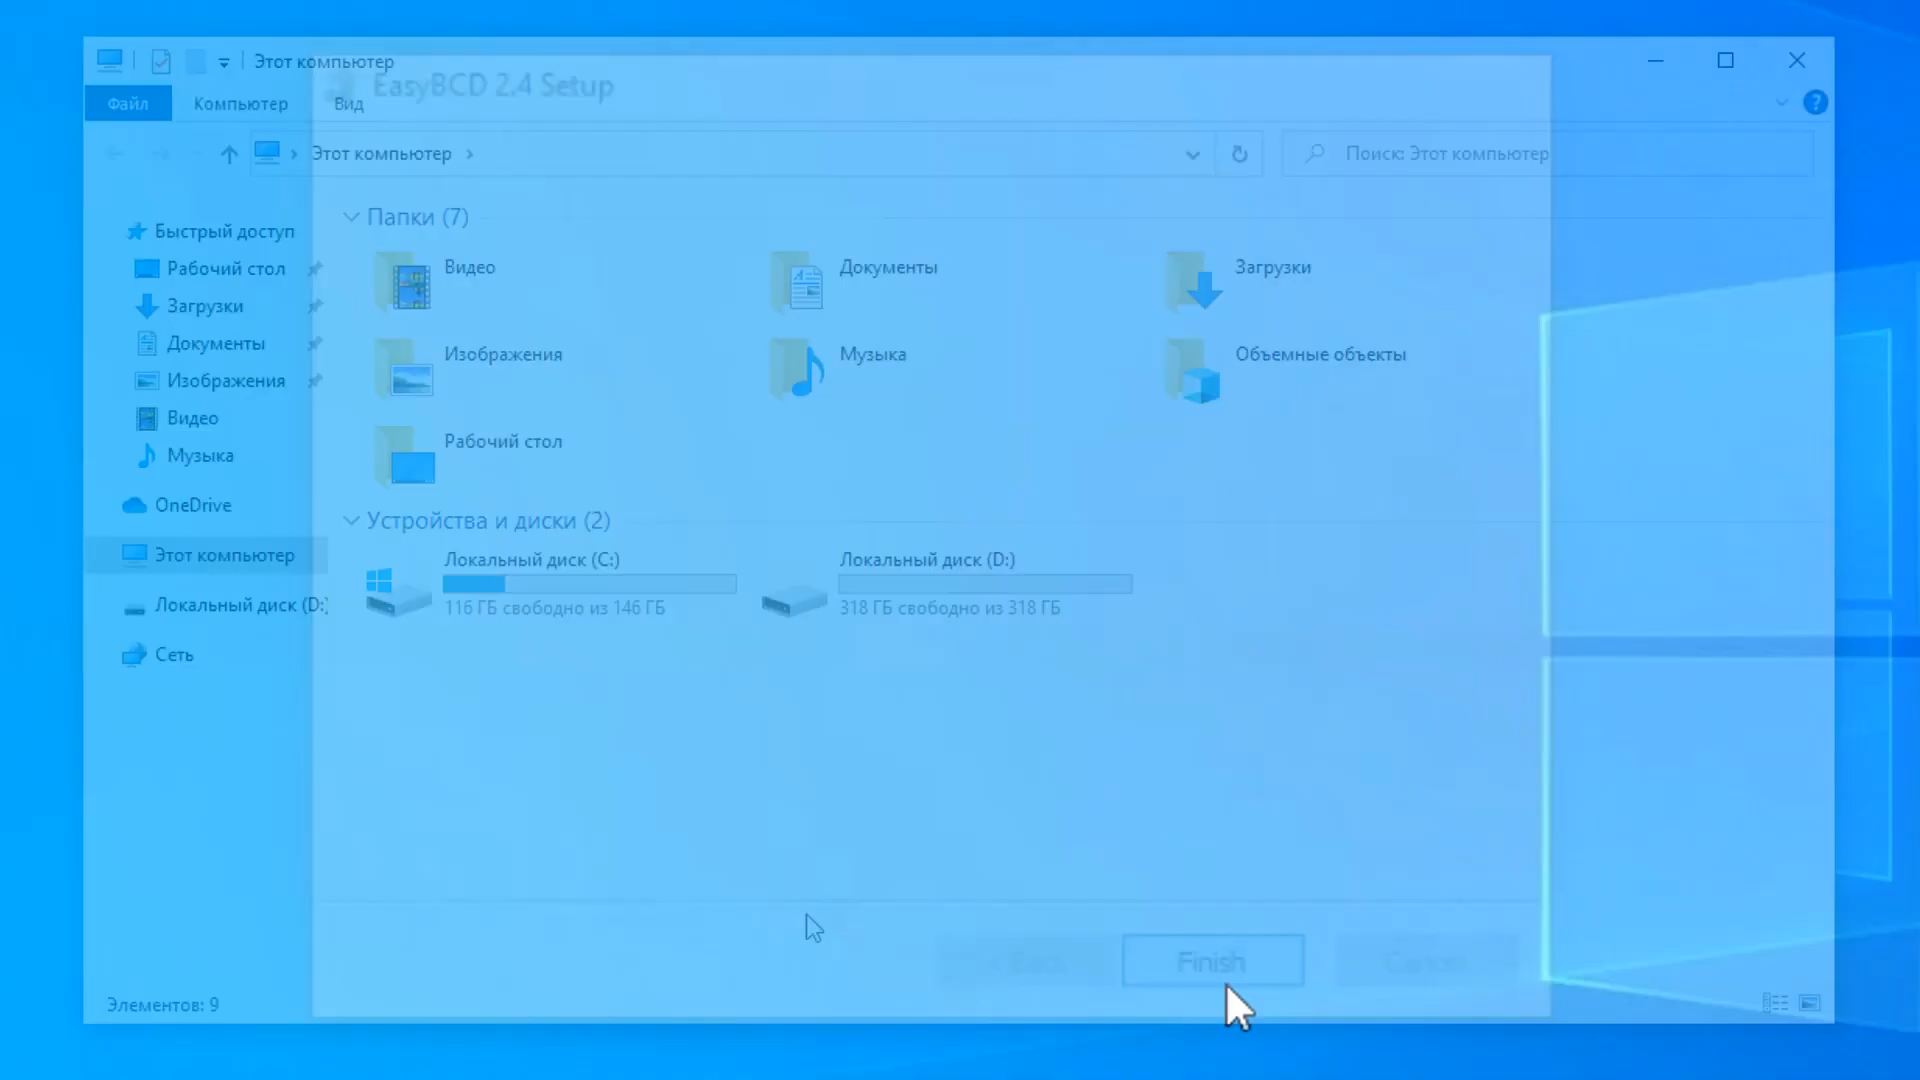 Этот компьютер
EasyBCD 2.4 Setup
Файл
Компьютер
Вид
?
Этот компьютер
Поиск: Этот компьютер
Быстрый доступ
Рабочий стол
Загрузки
Документы
Изображения
Видео
Музыка
OneDrive
Этот компьютер
Локальный диск (D:)
Сеть
Папки (7)
Видео
Документы
Загрузки
Изображения
Музыка
Объемные объекты
Рабочий стол
Устройства и диски (2)
Локальный диск (C:)
116 ГБ свободно из 146 ГБ
Локальный диск (D:)
318 ГБ свободно из 318 ГБ
< Back
Finish
Cancel
Элементов: 9